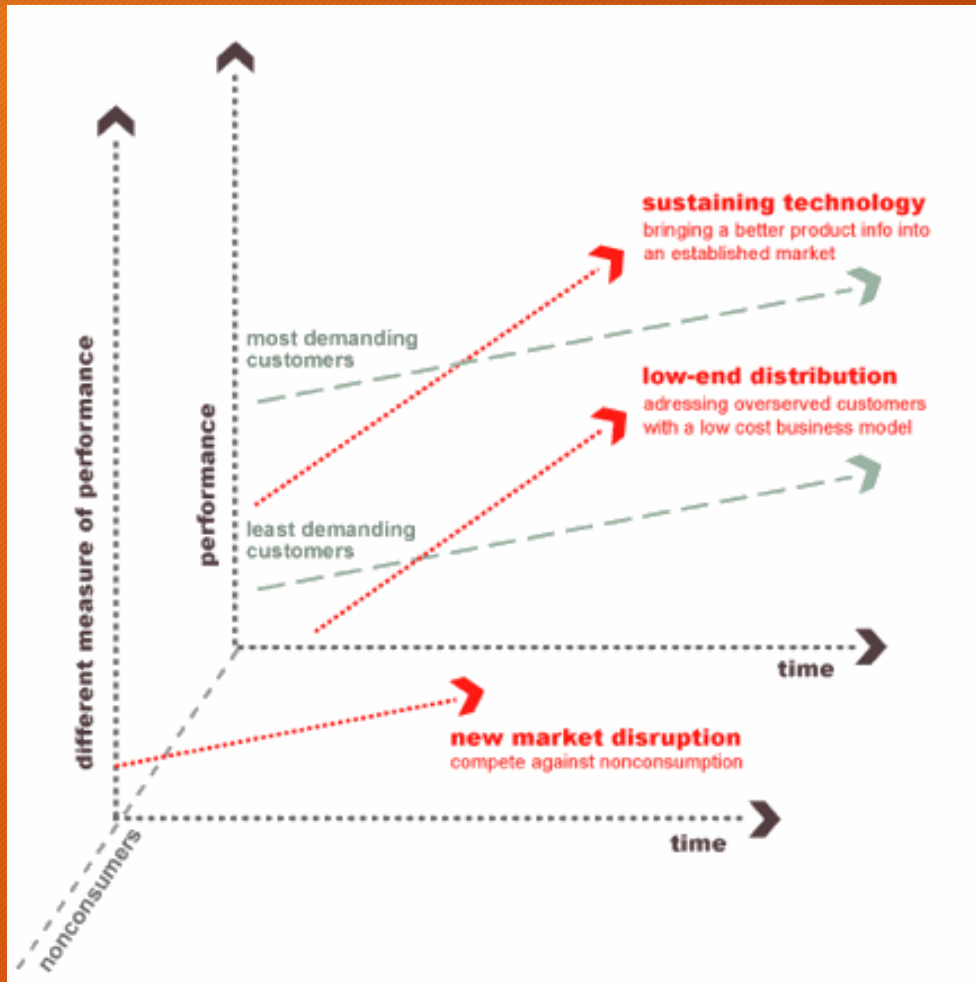 sustaining technology
bringing a better product info into
an established market
most demanding
customers
low-end distribution
adressing overserved customers
with a low cost business model
different measure of performance
performance
least demanding
customers
time
new market disruption
compete against nonconsumption
time
nonconsumers